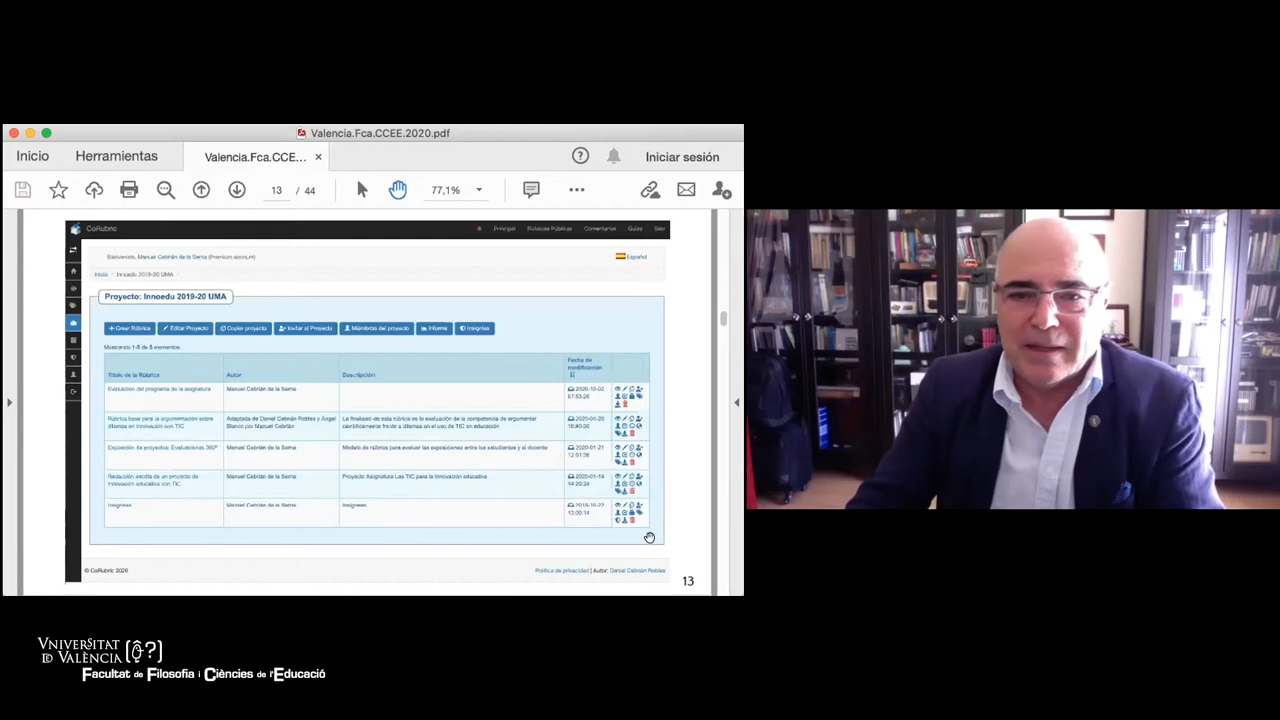 Valencia.Fca.CCEE.2020.pdf
Inicio Herramientas Valencia.Fca.CCE... × Iniciar sesión
13 / 44 77,1%
CoRubric Principal Rúbricas Públicas Comentarios Guías Salir
Bienvenido, Manuel Cebrián de la Serna (Premium account) Español
Inicio Innoedu 2019-20 UMA
Proyecto: Innoedu 2019-20 UMA
Crear Rúbrica Editar Proyecto Copiar proyecto Invitar al Proyecto Miembros del proyecto Informe Insignias
Mostrando 1-5 de 5 elementos.
Título de la Rúbrica Autor Descripción Fecha de modificación
Evaluación del programa de la asignatura Manuel Cebrián de la Serna 2020-10-02
Rúbrica base para la argumentación sobre dilemas en innovación con TIC Adaptada de Daniel Cebrián Robles y Ángel Blanco por Manuel Cebrián La finalidad de esta rúbrica es la evaluación de la competencia de argumentar científicamente frente a dilemas en el uso de TIC en educación
Exposición de proyectos: Evaluaciones 360º Manuel Cebrián de la Serna Modelo de rúbricas para evaluar las exposiciones entre los estudiantes y el docente 2020-01-21
Redacción escrita de un proyecto de innovación educativa con TIC Manuel Cebrián de la Serna Proyecto Asignatura Las TIC para la Innovación educativa
Insignias Manuel Cebrián de la Serna Insignias
© CoRubric 2020 Política de privacidad | Autor: Daniel Cebrián Robles
13
VNIVERSITAT
DE VALÈNCIA
Facultat de Filosofia i Ciències de l'Educació